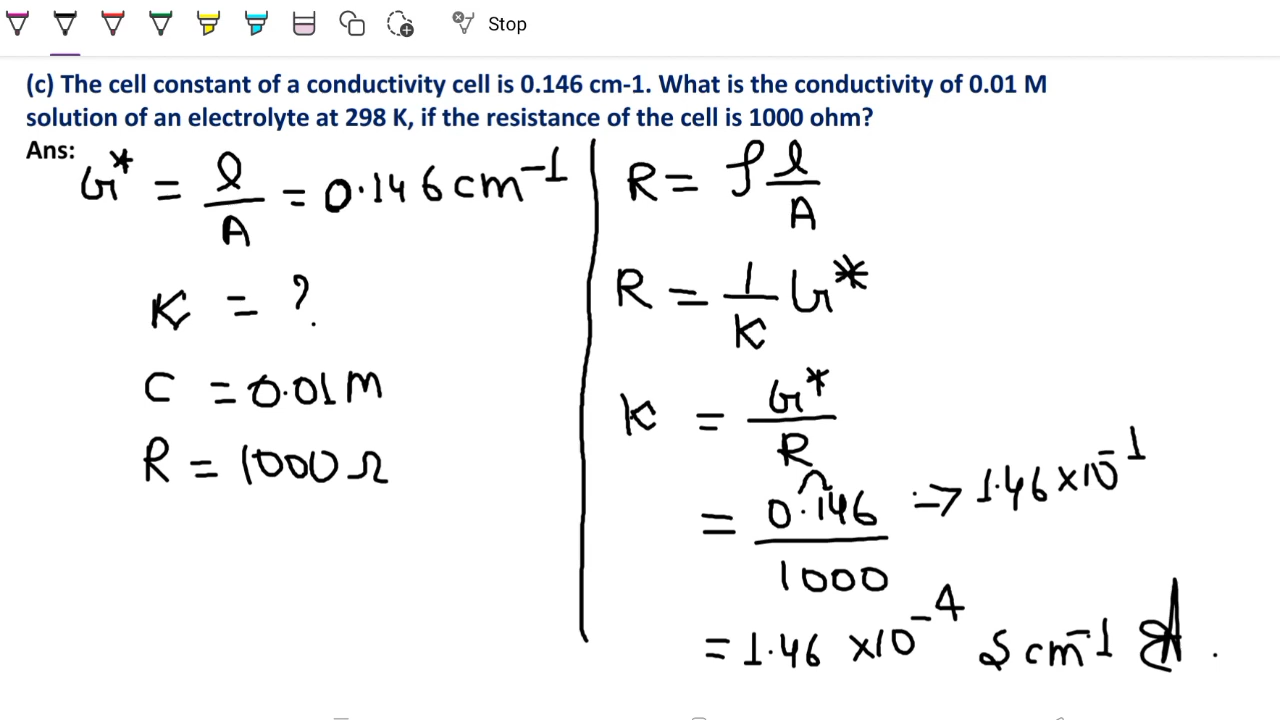 Stop
(c) The cell constant of a conductivity cell is 0.146 cm-1. What is the conductivity of 0.01 M
solution of an electrolyte at 298 K, if the resistance of the cell is 1000 ohm?
Ans:
G* = l/A = 0.146 cm⁻¹
K = ?
C = 0.01 M
R = 1000 Ω
R = ρ l/A
R = 1/K G*
K = G*/R
= 0.146/1000 => 1.46 × 10⁻¹
= 1.46 × 10⁻⁴ S cm⁻¹